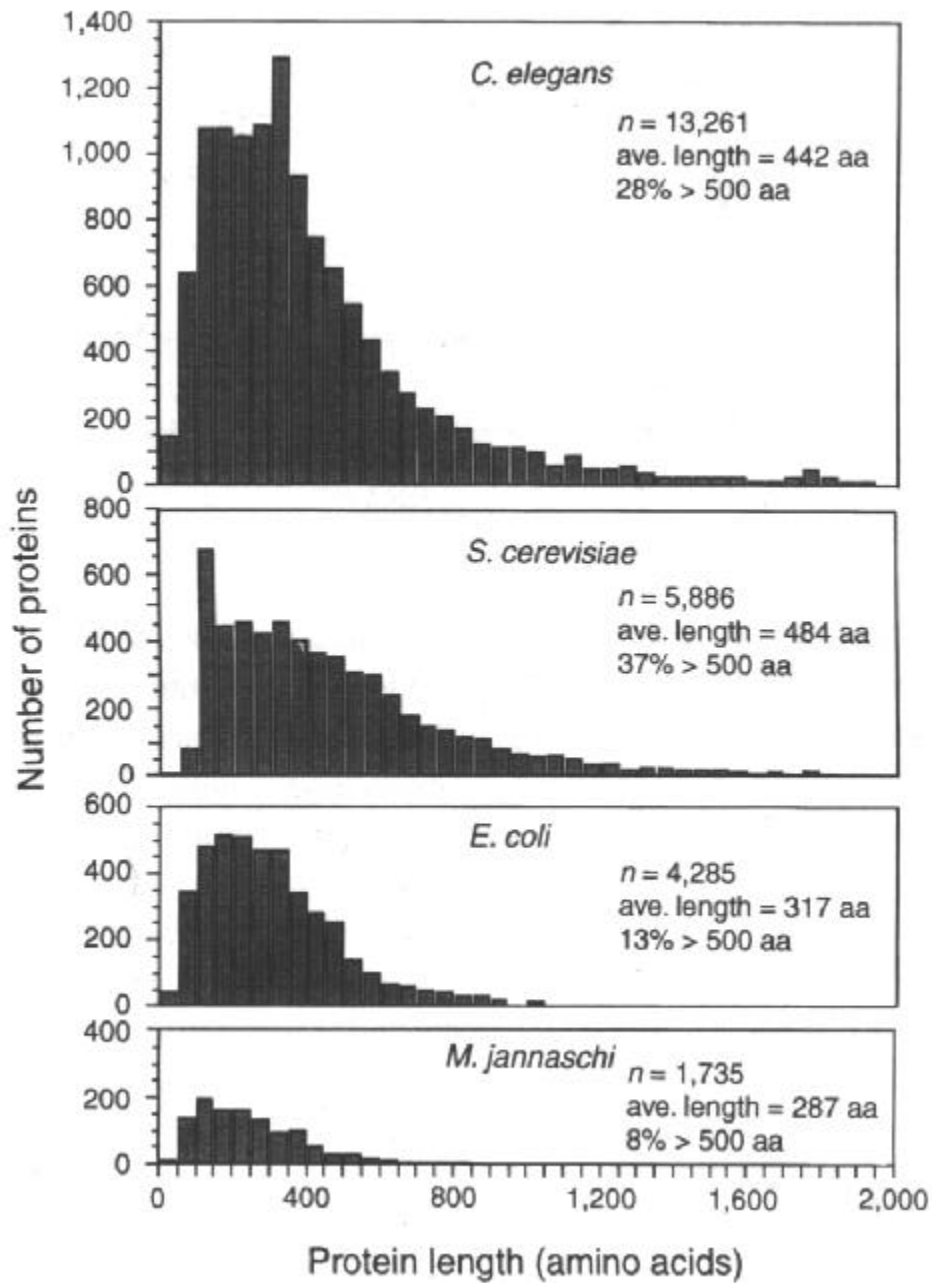 Number of proteins
1,400
1,200
1,000
800
600
400
200
0
C. elegans
n = 13,261
ave. length = 442 aa
28% > 500 aa
800
600
400
200
0
S. cerevisiae
n = 5,886
ave. length = 484 aa
37% > 500 aa
600
400
200
0
E. coli
n = 4,285
ave. length = 317 aa
13% > 500 aa
400
200
0
M. jannaschi
n = 1,735
ave. length = 287 aa
8% > 500 aa
0 400 800 1,200 1,600 2,000
Protein length (amino acids)